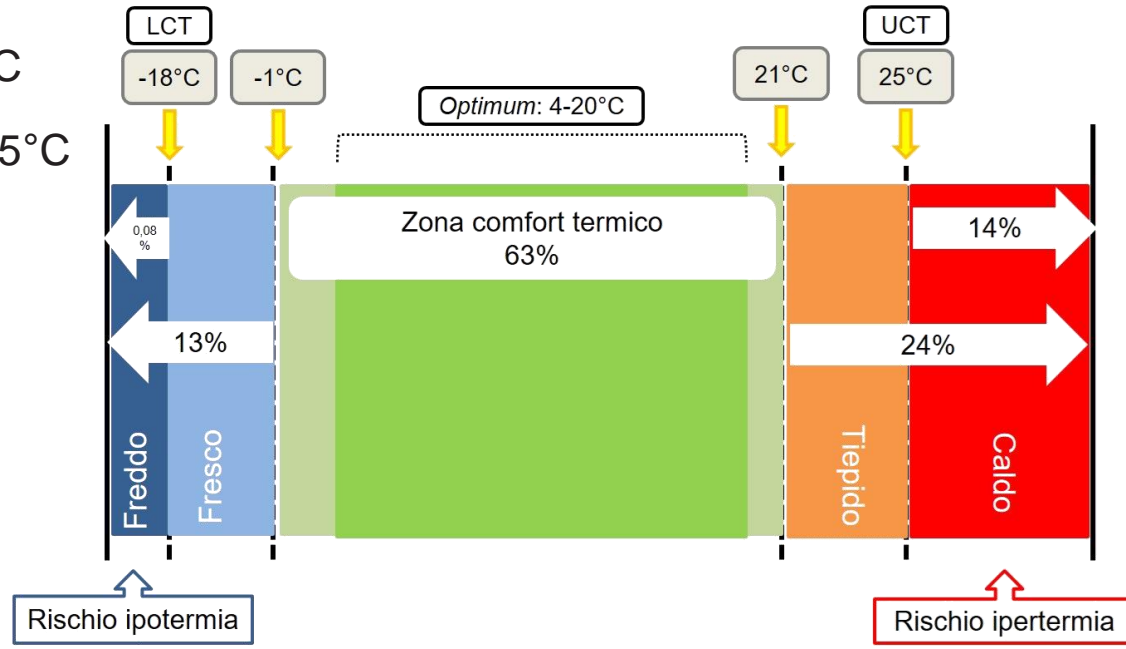 LCT
UCT
C
-18°C
-1°C
21°C
25°C
Optimum: 4-20°C
5°C
Zona comfort termico
63%
0,08
%
14%
13%
24%
Freddo
Fresco
Tiepido
Caldo
Rischio ipotermia
Rischio ipertermia